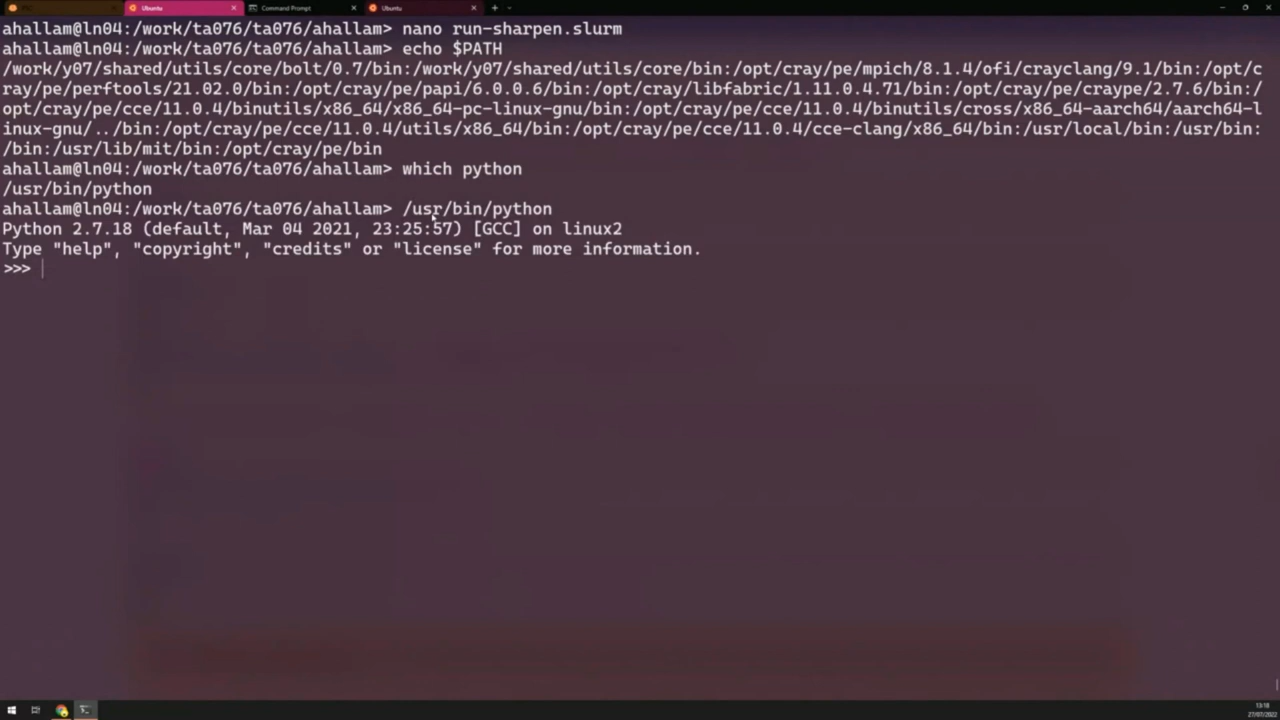 Ubuntu
Command Prompt
Ubuntu
ahallam@ln04:/work/ta076/ta076/ahallam> nano run-sharpen.slurm
ahallam@ln04:/work/ta076/ta076/ahallam> echo $PATH
/work/y07/shared/utils/core/bolt/0.7/bin:/work/y07/shared/utils/core/bin:/opt/cray/pe/mpich/8.1.4/ofi/crayclang/9.1/bin:/opt/c
ray/pe/perftools/21.02.0/bin:/opt/cray/pe/papi/6.0.0.6/bin:/opt/cray/libfabric/1.11.0.4.71/bin:/opt/cray/pe/craype/2.7.6/bin:/
opt/cray/pe/cce/11.0.4/binutils/x86_64/x86_64-pc-linux-gnu/bin:/opt/cray/pe/cce/11.0.4/binutils/cross/x86_64-aarch64/aarch64-l
inux-gnu/../bin:/opt/cray/pe/cce/11.0.4/utils/x86_64/bin:/opt/cray/pe/cce/11.0.4/cce-clang/x86_64/bin:/usr/local/bin:/usr/bin:
/bin:/usr/lib/mit/bin:/opt/cray/pe/bin
ahallam@ln04:/work/ta076/ta076/ahallam> which python
/usr/bin/python
ahallam@ln04:/work/ta076/ta076/ahallam> /usr/bin/python
Python 2.7.18 (default, Mar 04 2021, 23:25:57) [GCC] on linux2
Type "help", "copyright", "credits" or "license" for more information.
>>>
13:18
27/07/2022